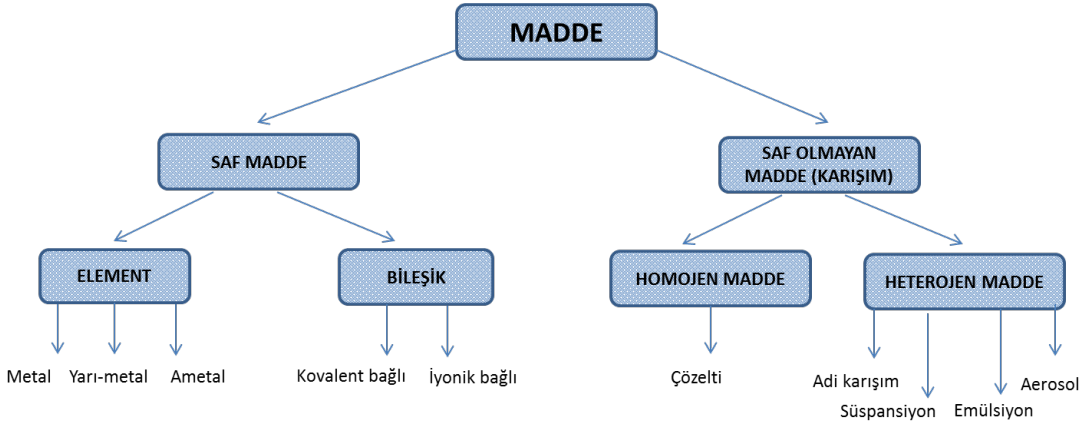 MADDE
SAF MADDE
SAF OLMAYAN
MADDE (KARIŞIM)
ELEMENT
BİLEŞİK
HOMOJEN MADDE
HETEROJEN MADDE
Metal
Yarı-metal
Ametal
Kovalent bağlı
İyonik bağlı
Çözelti
Adi karışım
Süspansiyon
Emülsiyon
Aerosol